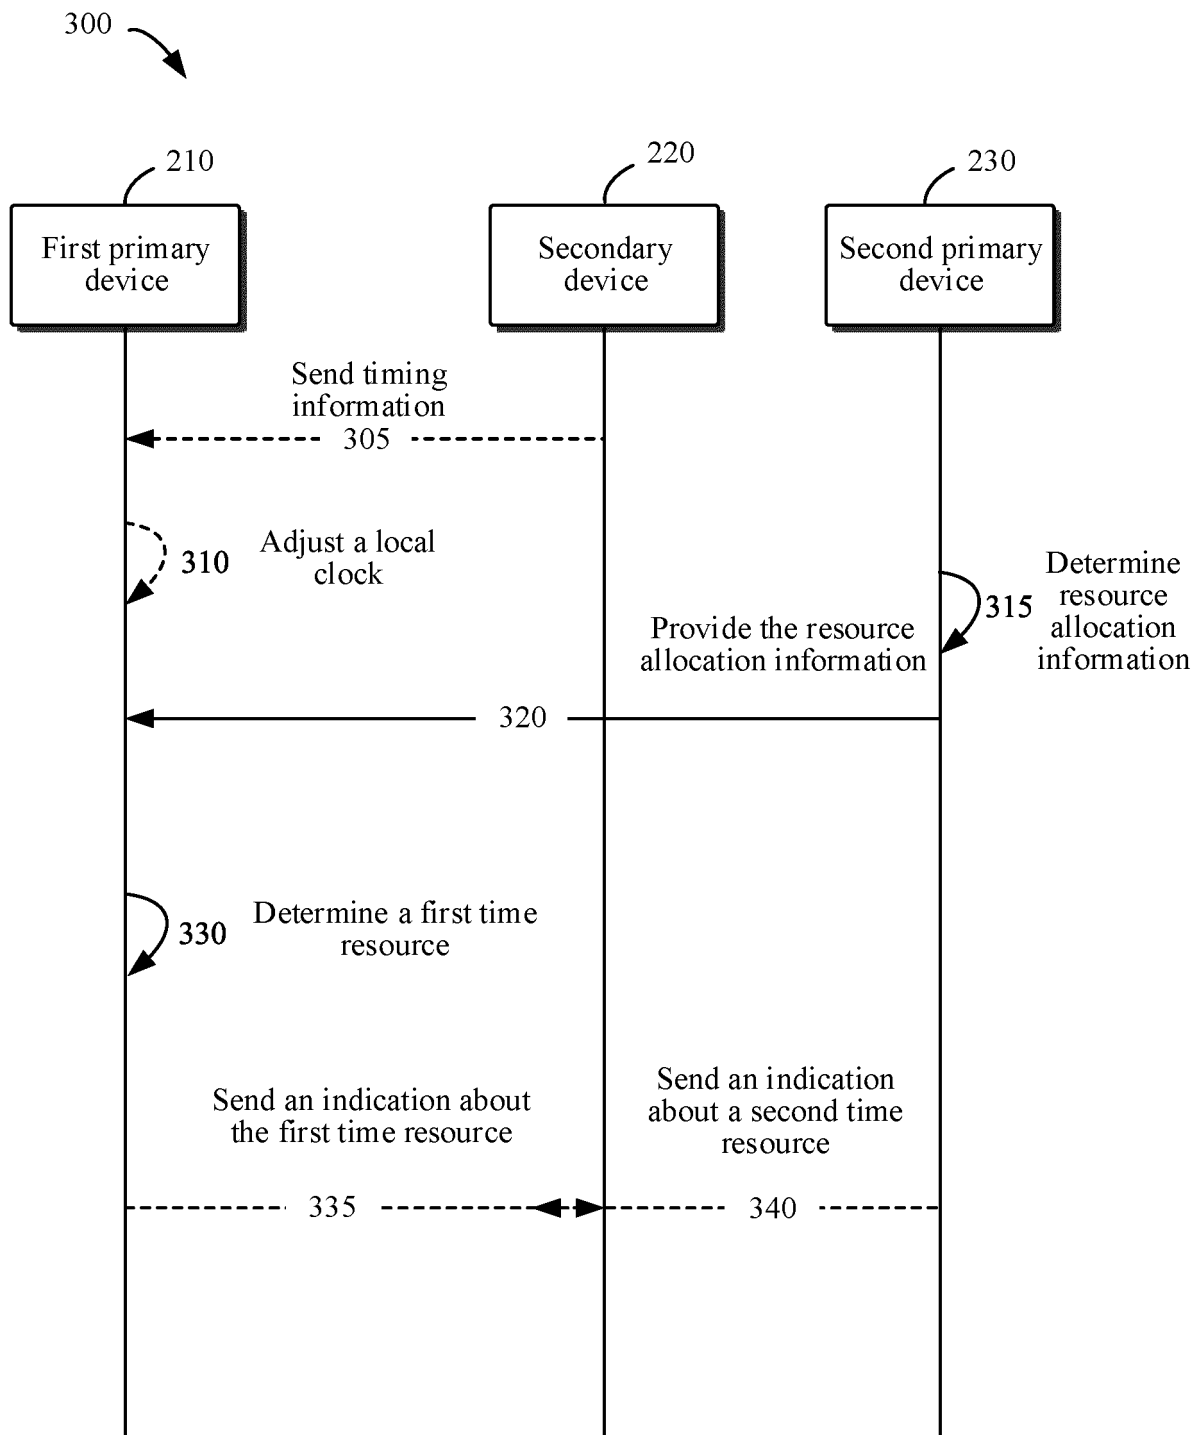 300
210
220
230
First primary
device
Secondary
device
Second primary
device
Send timing
information
305
310
Adjust a local
clock
315
Determine
resource
allocation
information
Provide the resource
allocation information
320
330
Determine a first time
resource
Send an indication about
the first time resource
Send an indication
about a second time
resource
335
340